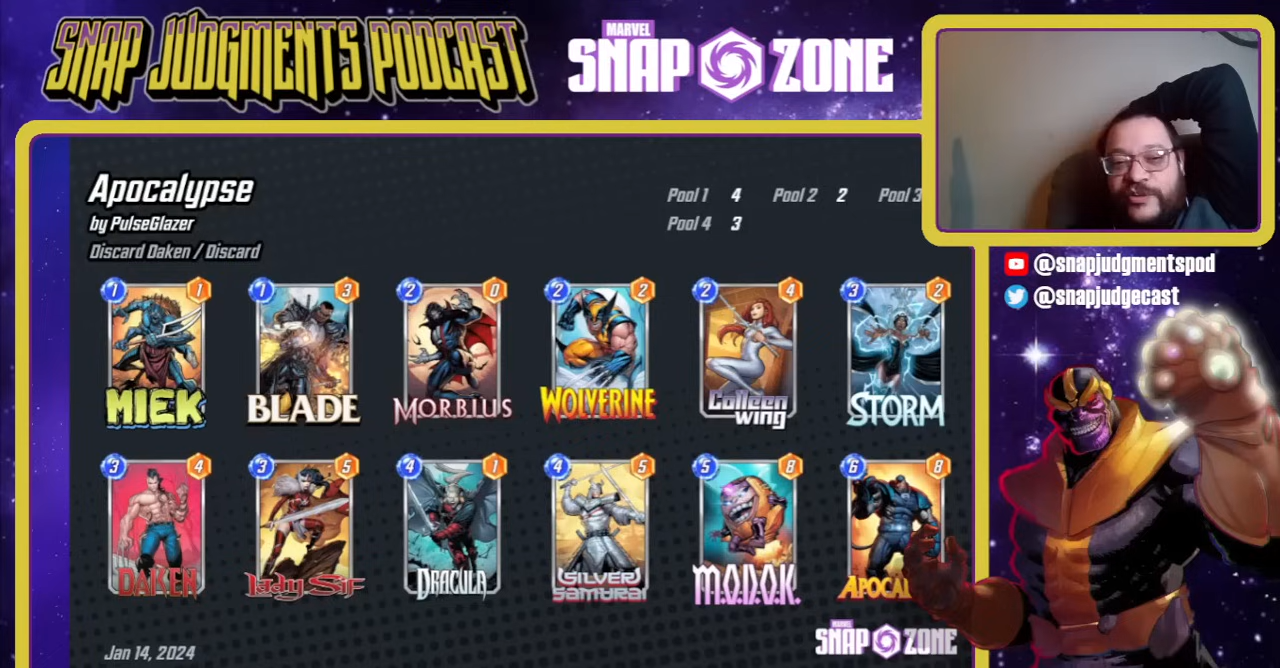 SNAP JUDGMENTS PODCAST
MARVEL
SNAP ZONE
Apocalypse
by PulseGlazer
Discard Daken / Discard
Pool 1 4 Pool 2 2 Pool 3
Pool 4 3
@snapjudgmentspod
@snapjudgecast
1 1 1 3 2 0 2 2 2 4 3 2
MIEK BLADE MORBIUS WOLVERINE Colleen wing STORM
3 4 3 5 4 1 4 5 5 8 6 8
DAKEN Lady Sif DRACULA SILVER SAMURAI M.O.D.O.K. APOCAL
Jan 14, 2024
MARVEL
SNAP ZONE